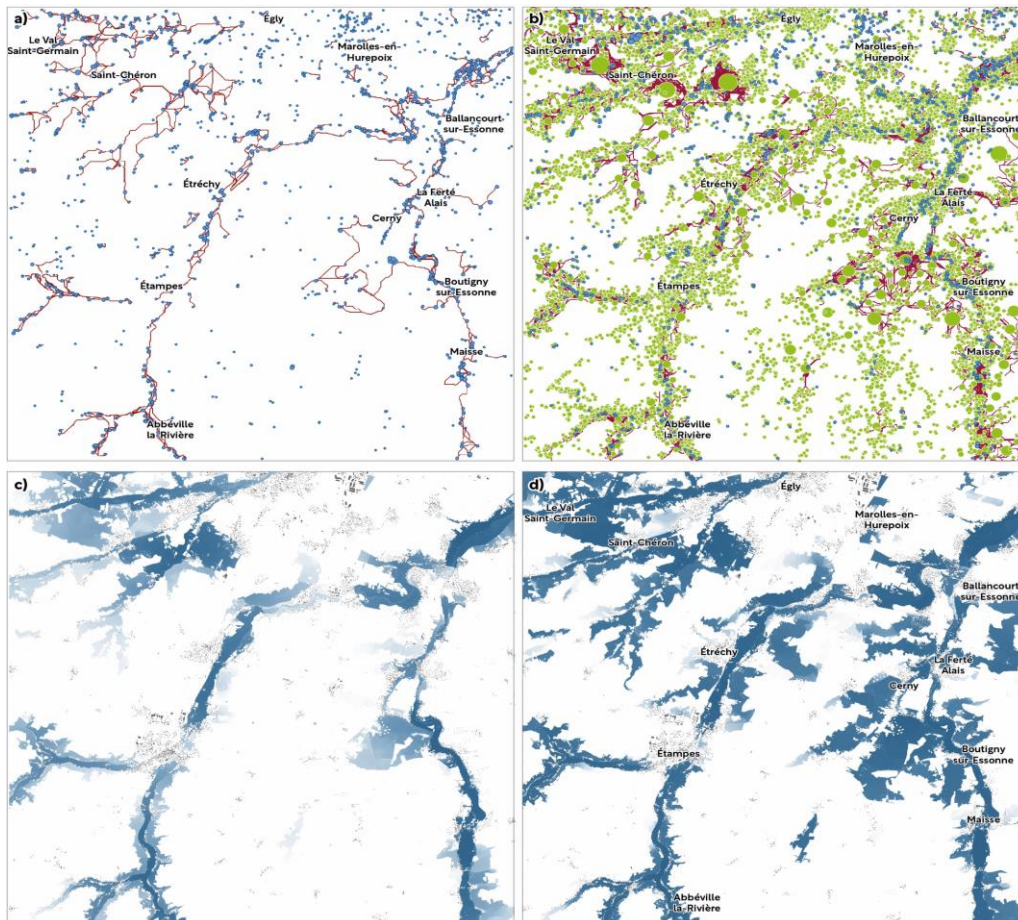 a)
Égly
Le Val
Saint-Germain
Marolles-en
Hurepoix
Saint-Chéron
Ballancourt
-sur-Essonne
Étréchy
La Ferté
Alais
Cerny
Étampes
Boutigny
sur-Essonne
Maisse
Abbéville
la-Rivière
b)
Égly
Le Val
Saint-Germain
Marolles-en
Hurepoix
Saint-Chéron
Ballancourt
-sur-Essonne
Étréchy
La Ferté
Alais
Cerny
Étampes
Boutigny
sur-Essonne
Maisse
Abbéville
la-Rivière
c)
d)
Égly
Le Val
Saint-Germain
Marolles-en-
Hurepoix
Saint-Chéron
Ballancourt
-sur-Essonne
Étréchy
La Ferté
Alais
Cerny
Étampes
Boutigny
sur-Essonne
Maisse
Abbéville
la-Rivière